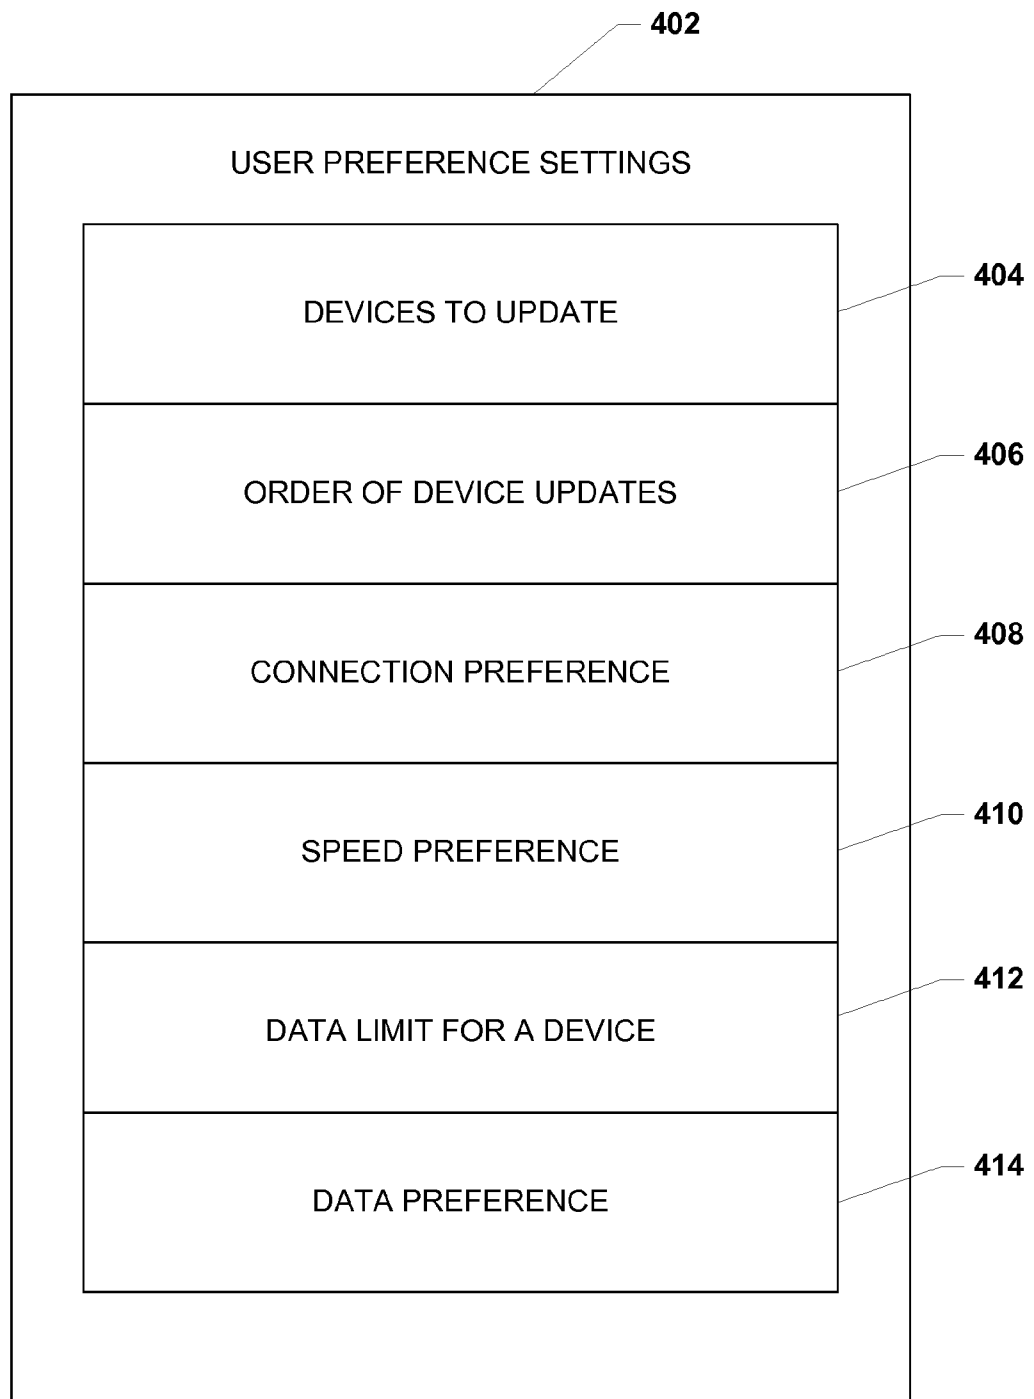 402
USER PREFERENCE SETTINGS
DEVICES TO UPDATE
404
ORDER OF DEVICE UPDATES
406
CONNECTION PREFERENCE
408
SPEED PREFERENCE
410
DATA LIMIT FOR A DEVICE
412
DATA PREFERENCE
414